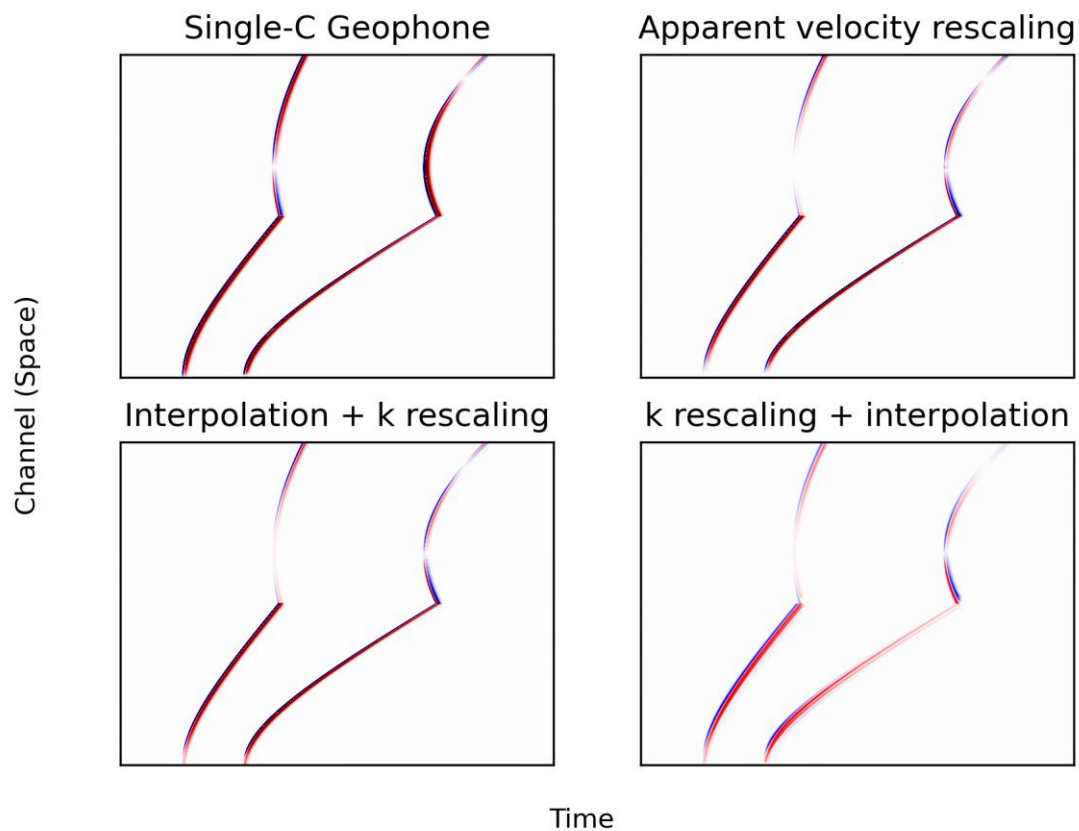 Single-C Geophone
Apparent velocity rescaling
Interpolation + k rescaling
k rescaling + interpolation
Channel (Space)
Time